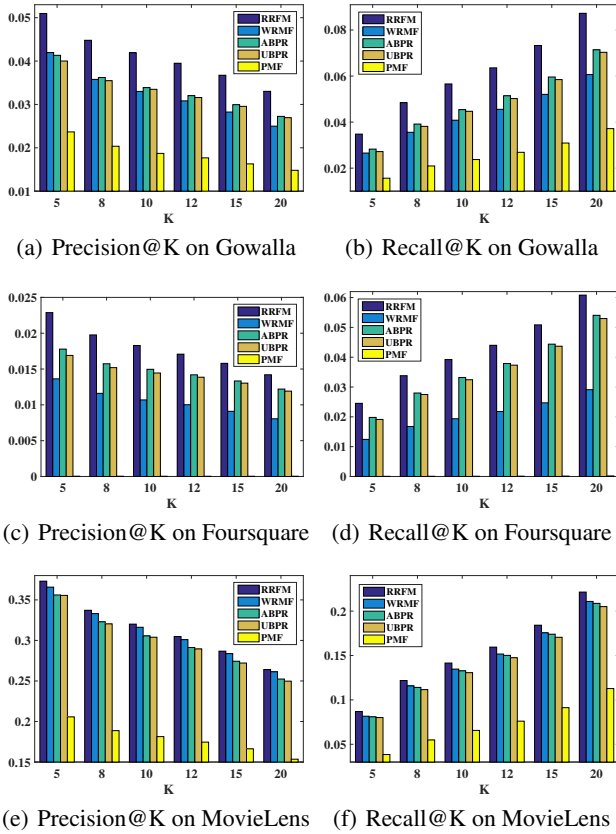 0.05
0.04
0.03
0.02
0.01
RRFM
WRMF
ABPR
UBPR
PMF
5 8 10 12 15 20
K
(a) Precision@K on Gowalla
0.08
0.06
0.04
0.02
RRFM
WRMF
ABPR
UBPR
PMF
5 8 10 12 15 20
K
(b) Recall@K on Gowalla
0.025
0.02
0.015
0.01
0.005
0
RRFM
WRMF
ABPR
UBPR
PMF
5 8 10 12 15 20
K
(c) Precision@K on Foursquare
0.06
0.05
0.04
0.03
0.02
0.01
0
RRFM
WRMF
ABPR
UBPR
PMF
5 8 10 12 15 20
K
(d) Recall@K on Foursquare
0.35
0.3
0.25
0.2
0.15
RRFM
WRMF
ABPR
UBPR
PMF
5 8 10 12 15 20
K
(e) Precision@K on MovieLens
0.2
0.15
0.1
0.05
RRFM
WRMF
ABPR
UBPR
PMF
5 8 10 12 15 20
K
(f) Recall@K on MovieLens